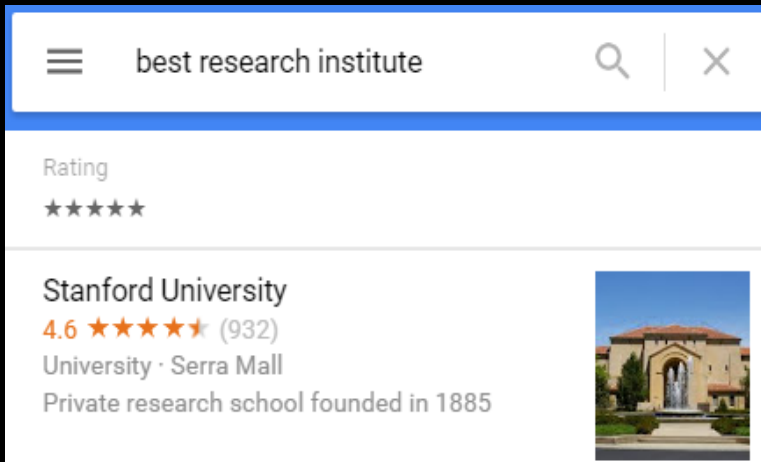 best research institute
Rating
★★★★★
Stanford University
4.6 ★★★★★ (932)
University · Serra Mall
Private research school founded in 1885